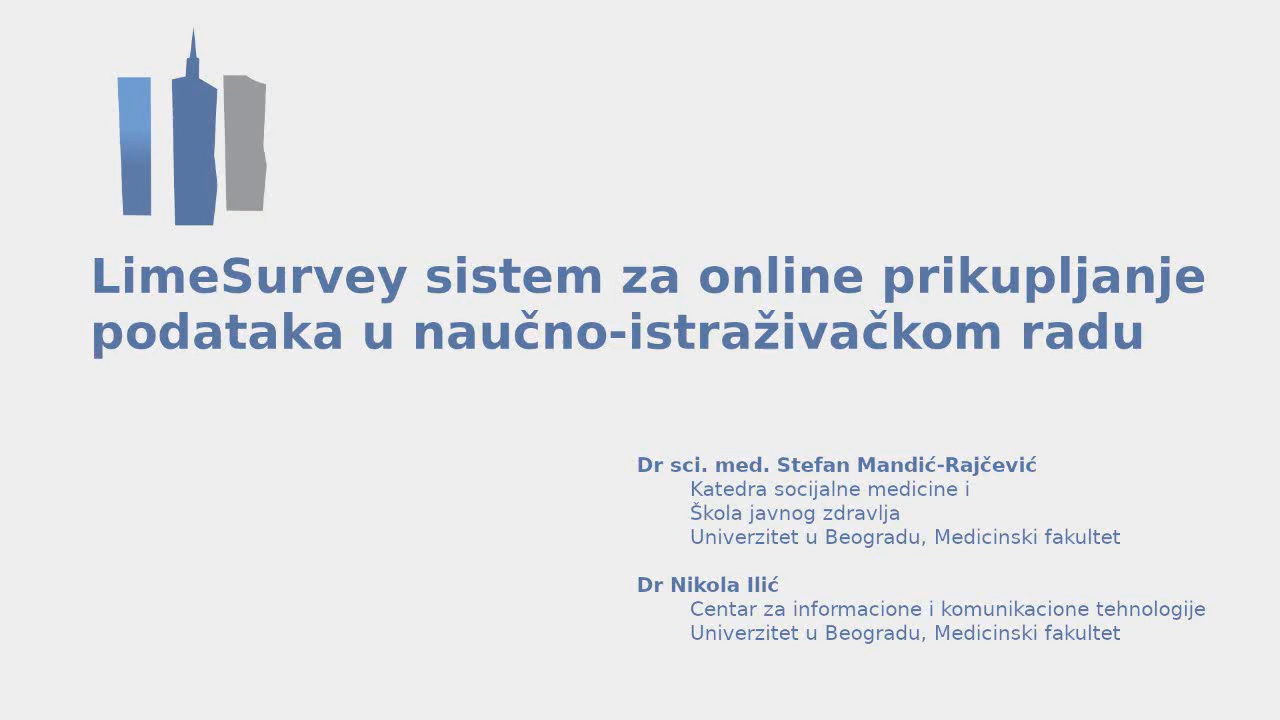 LimeSurvey sistem za online prikupljanje
podataka u naučno-istraživačkom radu
Dr sci. med. Stefan Mandić-Rajčević
Katedra socijalne medicine i
Škola javnog zdravlja
Univerzitet u Beogradu, Medicinski fakultet
Dr Nikola Ilić
Centar za informacione i komunikacione tehnologije
Univerzitet u Beogradu, Medicinski fakultet